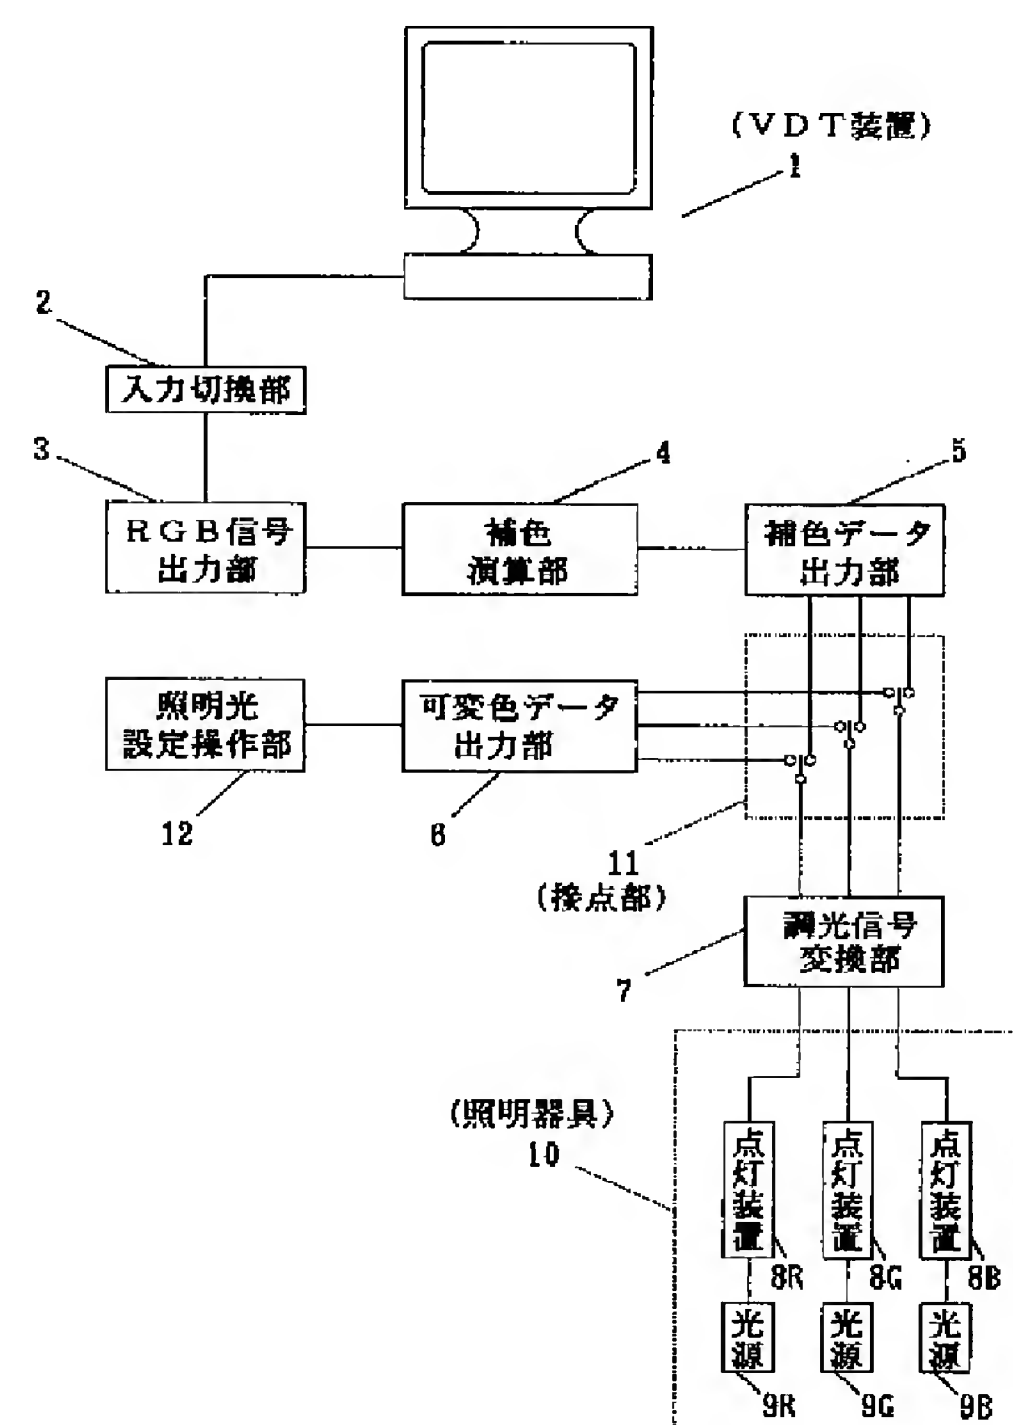 (VDT装置)
1
2
入力切換部
3
4
5
RGB信号
出力部
補色
演算部
補色データ
出力部
照明光
設定操作部
可変色データ
出力部
12
6
11
(接点部)
調光信号
変換部
7
(照明器具)
10
点灯装置
点灯装置
点灯装置
8R
8G
8B
光源
光源
光源
9R
9G
9B